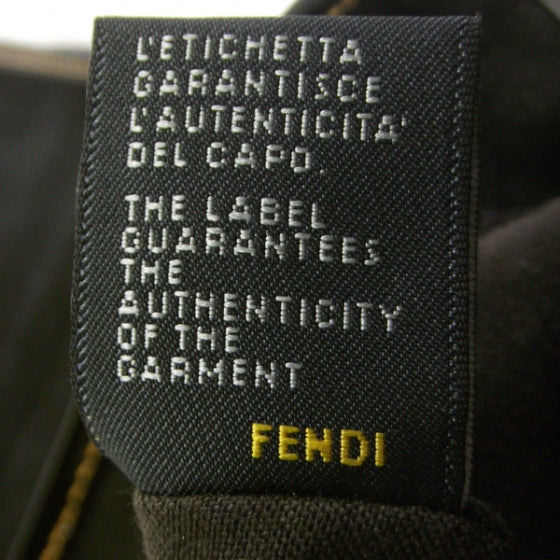 L'ETICHETTA
GARANTISCE
L'AUTENTICITA'
DEL CAPO.
THE LABEL
GUARANTEES
THE
AUTHENTICITY
OF THE
GARMENT
FENDI